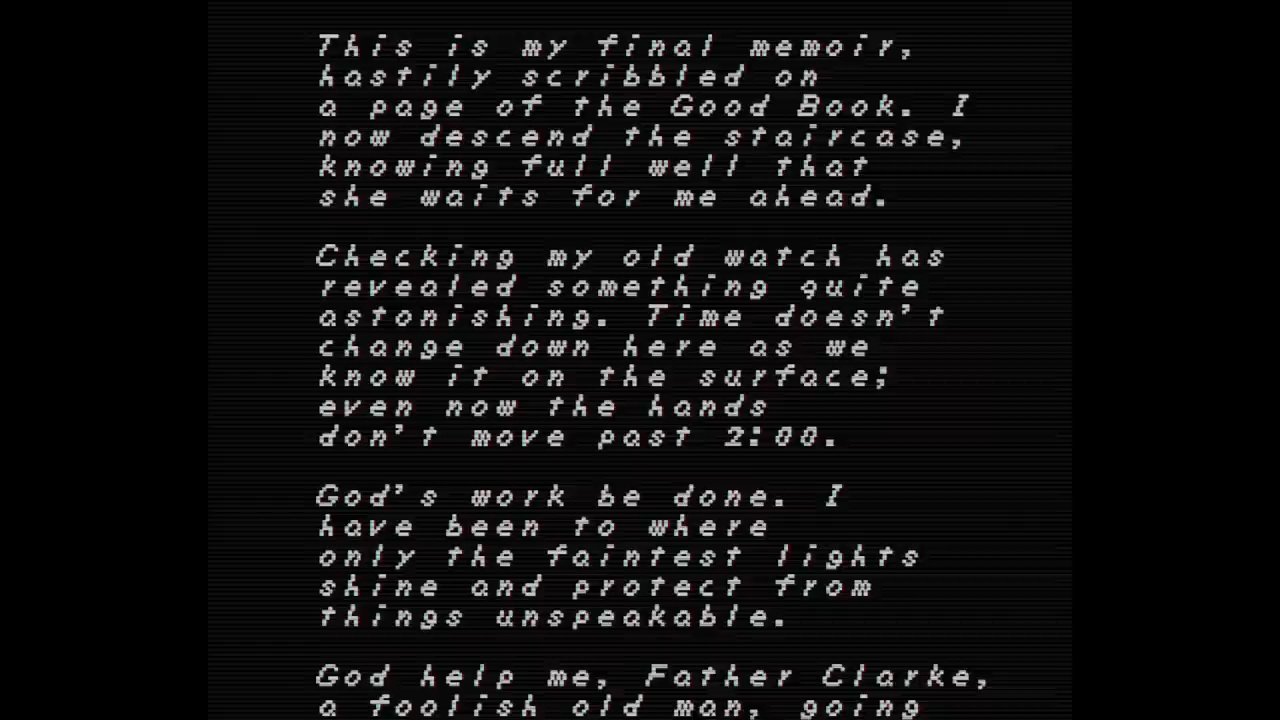 This is my final memoir,
hastily scribbled on
a page of the Good Book. I
now descend the staircase,
knowing full well that
she waits for me ahead.
Checking my old watch has
revealed something quite
astonishing. Time doesn't
change down here as we
know it on the surface;
even now the hands
don't move past 2:00.
God's work be done. I
have been to where
only the faintest lights
shine and protect from
things unspeakable.
God help me, Father Clarke,
a foolish old man, going